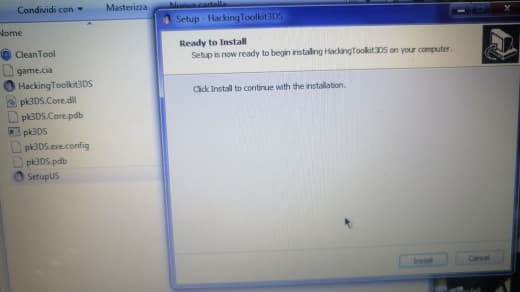 Condividi con
Masterizza
Nuova cartella
Nome
CleanTool
game.cia
HackingToolkit3DS
pk3DS.Core.dll
pk3DS.Core.pdb
pk3DS
pk3DS.exe.config
pk3DS.pdb
SetupUS
Setup - HackingToolkit3DS
Ready to Install
Setup is now ready to begin installing HackingToolkit3DS on your computer.
Click Install to continue with the installation.
Install
Cancel